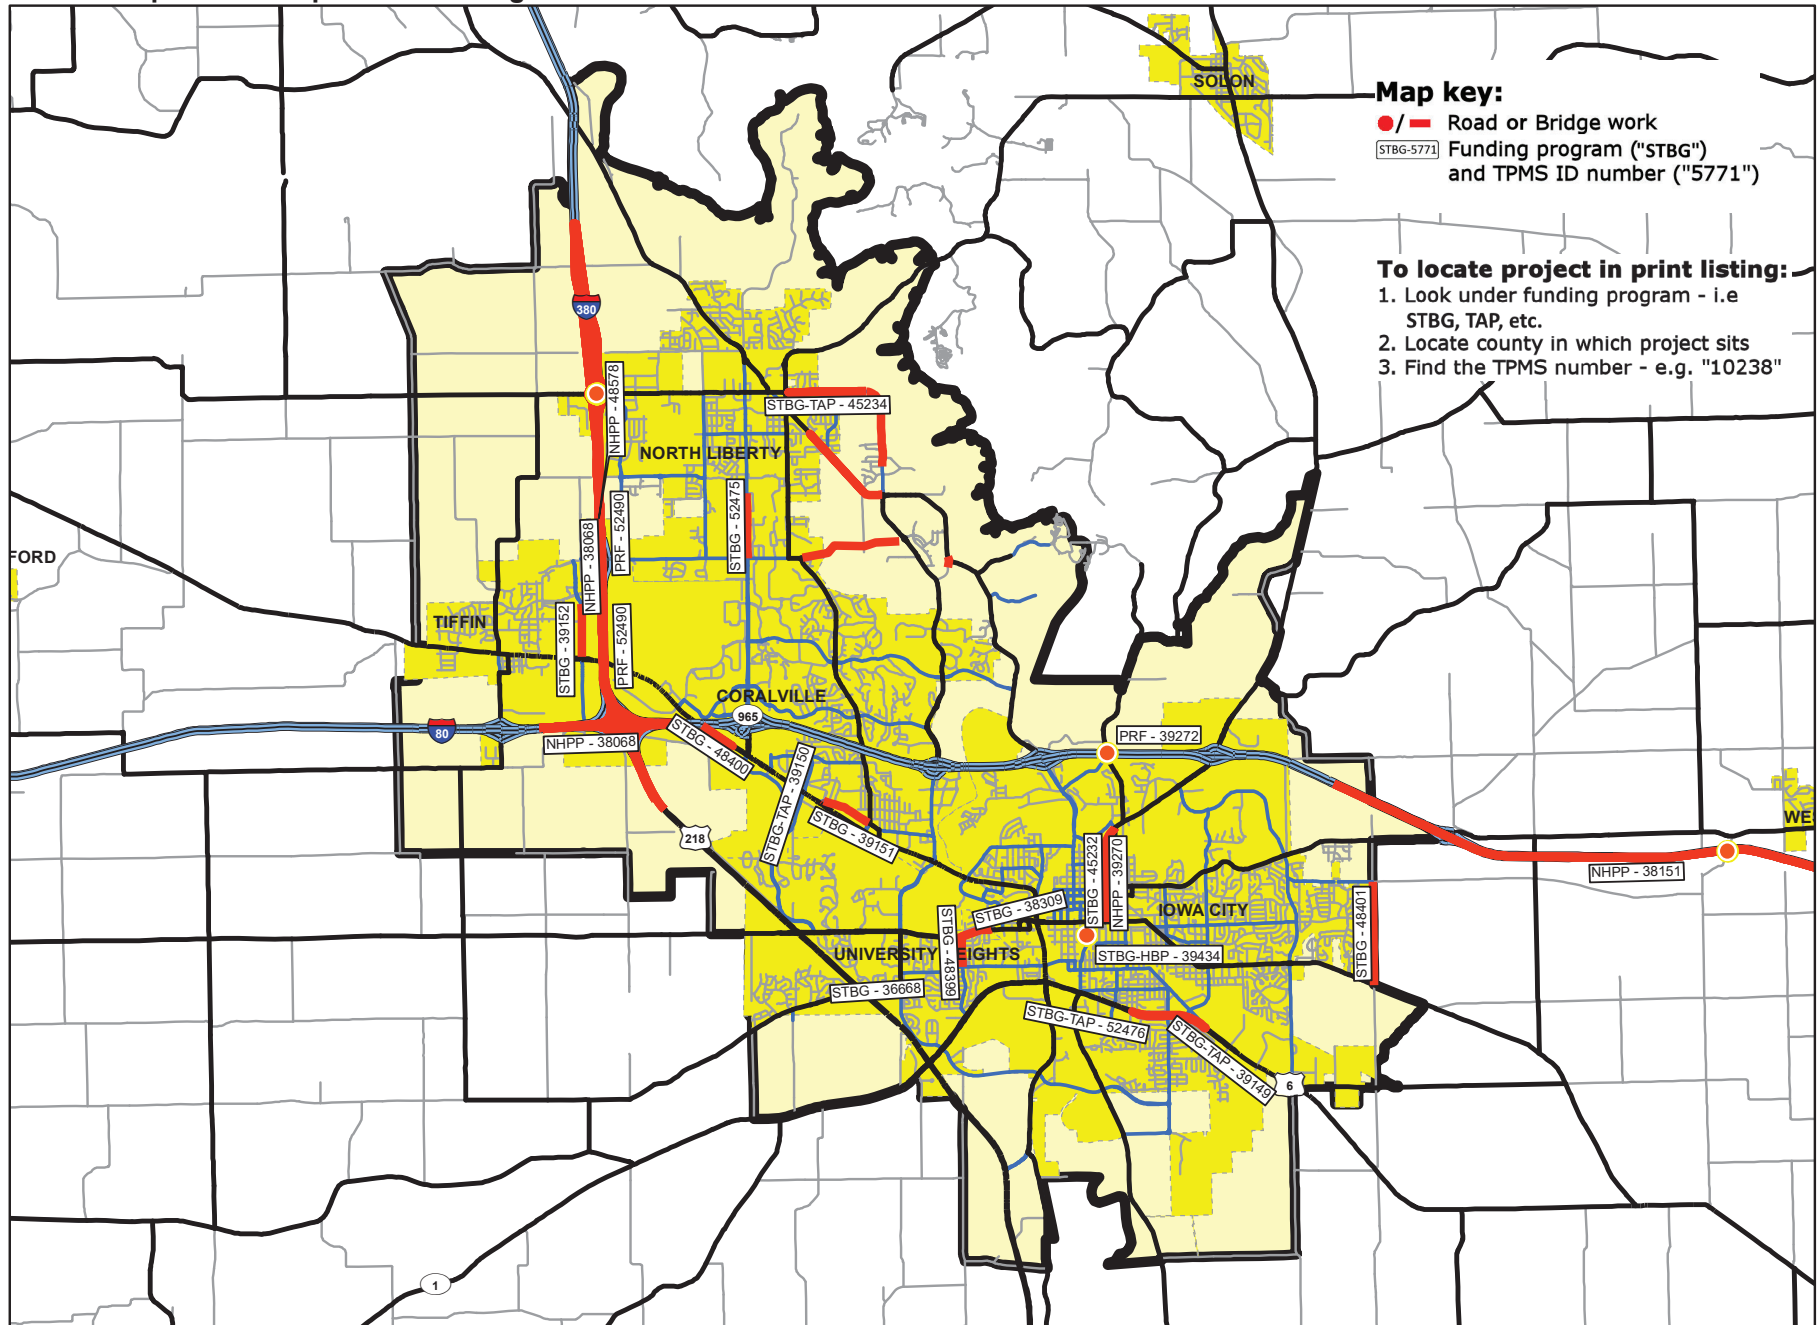 SOLON
Map key:
/ Road or Bridge work
STBG-5771 Funding program ("STBG")
and TPMS ID number ("5771")
To locate project in print listing:
1. Look under funding program - i.e
STBG, TAP, etc.
2. Locate county in which project sits
3. Find the TPMS number - e.g. "10238"
380
NHPP - 48578
STBG-TAP - 45234
NORTH LIBERTY
STBG - 52475
PRF - 52490
NHPP - 38068
FORD
STBG - 39152
TIFFIN
PRF - 52490
CORALVILLE
965
80
NHPP - 38068
STBG - 48400
PRF - 39272
STBG-TAP - 39150
STBG - 39151
218
WE
STBG - 45232
NHPP - 39270
NHPP - 38151
STBG - 38309
IOWA CITY
STBG - 48401
STBG - 48399
UNIVERSITY EIGHTS
STBG-HBP - 39434
STBG - 36668
STBG-TAP - 52476
STBG-TAP - 39149
6
1